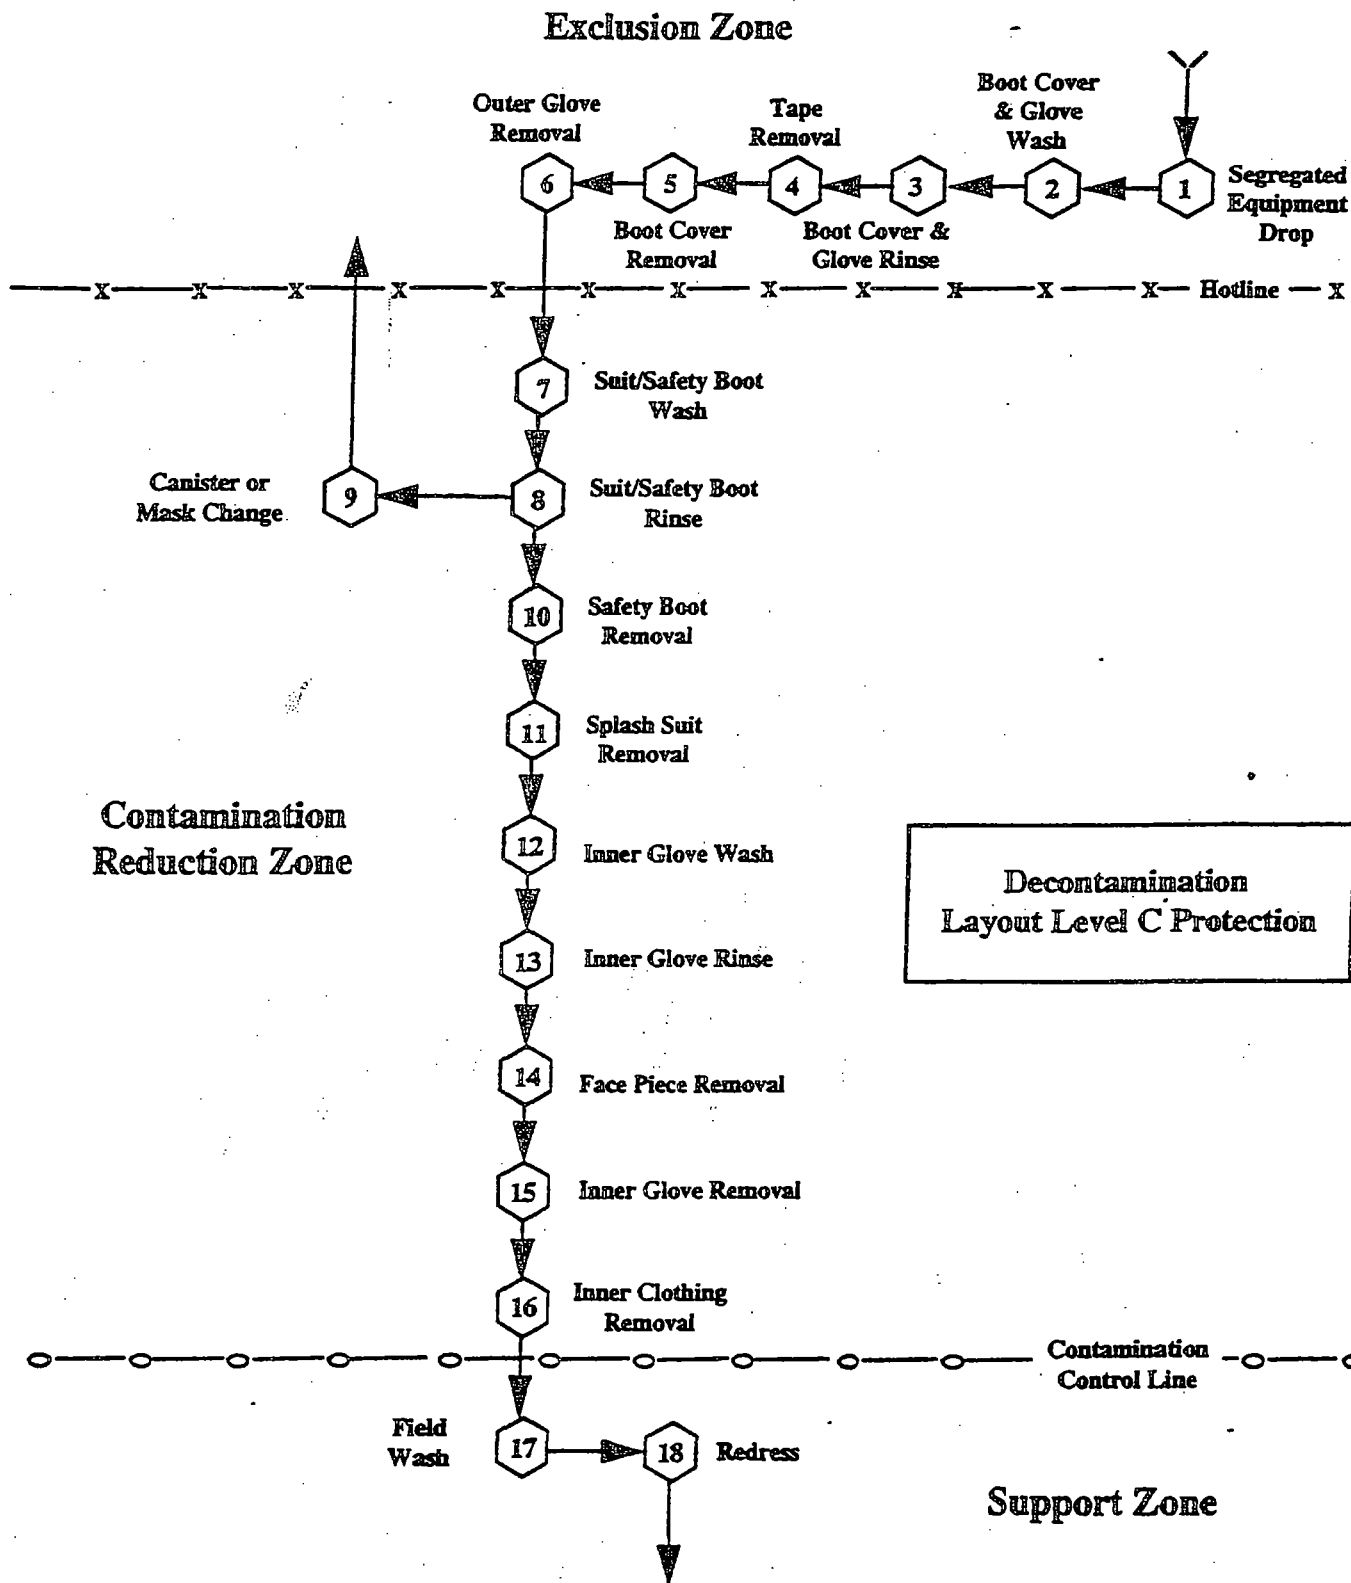 Exclusion Zone
Outer Glove
Removal
Tape
Removal
Boot Cover
& Glove
Wash
6
5
4
3
2
1
Segregated
Equipment
Drop
Boot Cover
Removal
Boot Cover &
Glove Rinse
X X X X X X X X X X X X Hotline X
7
Suit/Safety Boot
Wash
Canister or
Mask Change
9
8
Suit/Safety Boot
Rinse
10
Safety Boot
Removal
11
Splash Suit
Removal
Contamination
Reduction Zone
12
Inner Glove Wash
Decontamination
Layout Level C Protection
13
Inner Glove Rinse
14
Face Piece Removal
15
Inner Glove Removal
16
Inner Clothing
Removal
Contamination
Control Line
Field
Wash
17
18
Redress
Support Zone